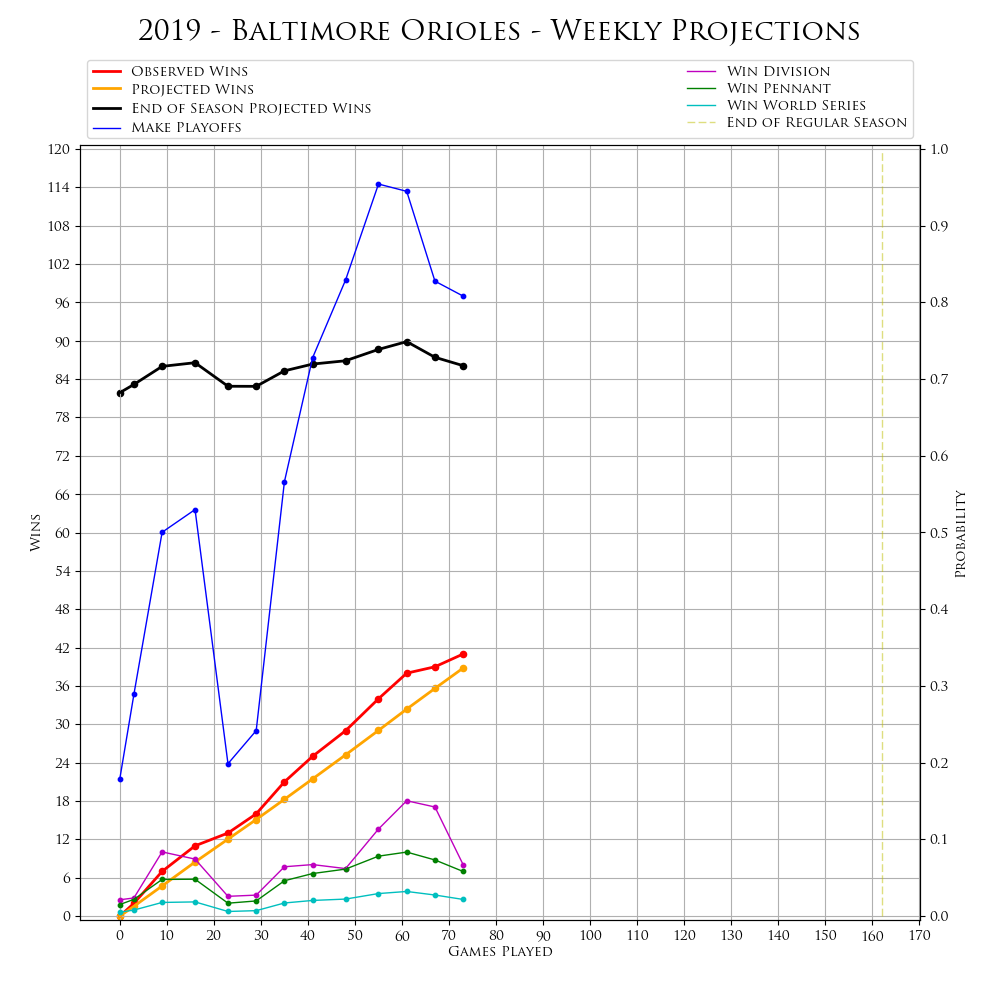 2019 - Baltimore Orioles - Weekly Projections
Observed Wins
Projected Wins
End of Season Projected Wins
Make Playoffs
Win Division
Win Pennant
Win World Series
End of Regular Season
120
114
108
102
96
90
84
78
72
66
60
54
48
42
36
30
24
18
12
6
0
Wins
1.0
0.9
0.8
0.7
0.6
0.5
0.4
0.3
0.2
0.1
0.0
Probability
0 10 20 30 40 50 60 70 80 90 100 110 120 130 140 150 160 170
Games Played